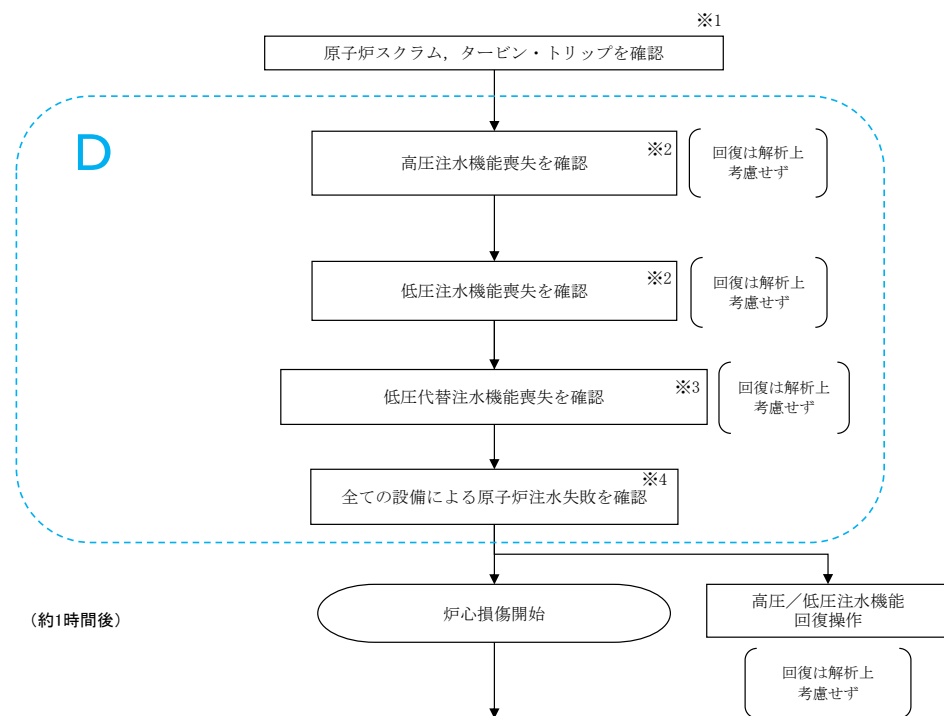 ※1
原子炉スクラム，タービン・トリップを確認
D
高圧注水機能喪失を確認
※2
回復は解析上
考慮せず
低圧注水機能喪失を確認
※2
回復は解析上
考慮せず
低圧代替注水機能喪失を確認
※3
回復は解析上
考慮せず
全ての設備による原子炉注水失敗を確認
※4
(約1時間後)
炉心損傷開始
高圧／低圧注水機能
回復操作
回復は解析上
考慮せず